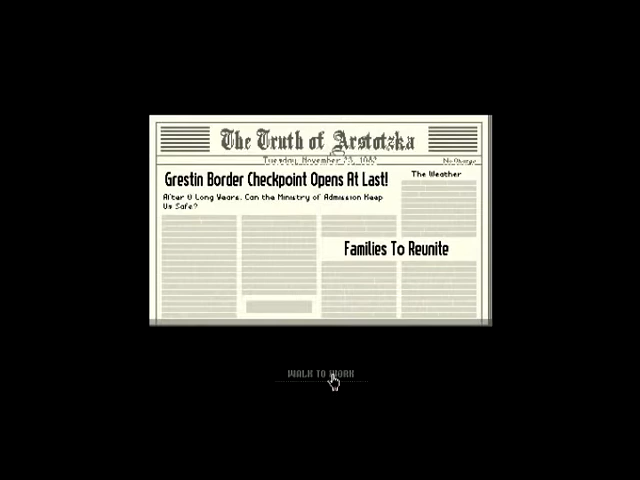 The Truth of Arstotzka
Tuesday, November 23, 1982
No Charge
Grestin Border Checkpoint Opens At Last!
The Weather
After 8 Long Years, Can the Ministry of Admission Keep
Us Safe?
Families To Reunite
WALK TO WORK